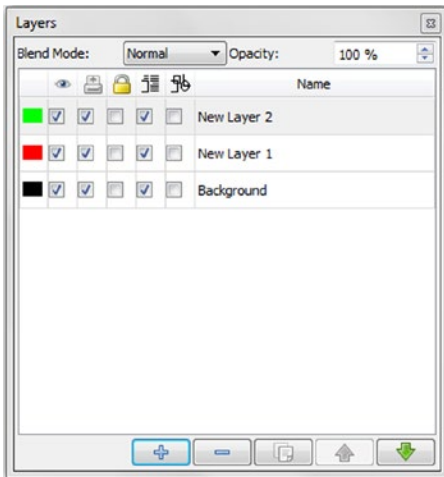 Layers
Blend Mode: Normal Opacity: 100 %
Name
New Layer 2
New Layer 1
Background